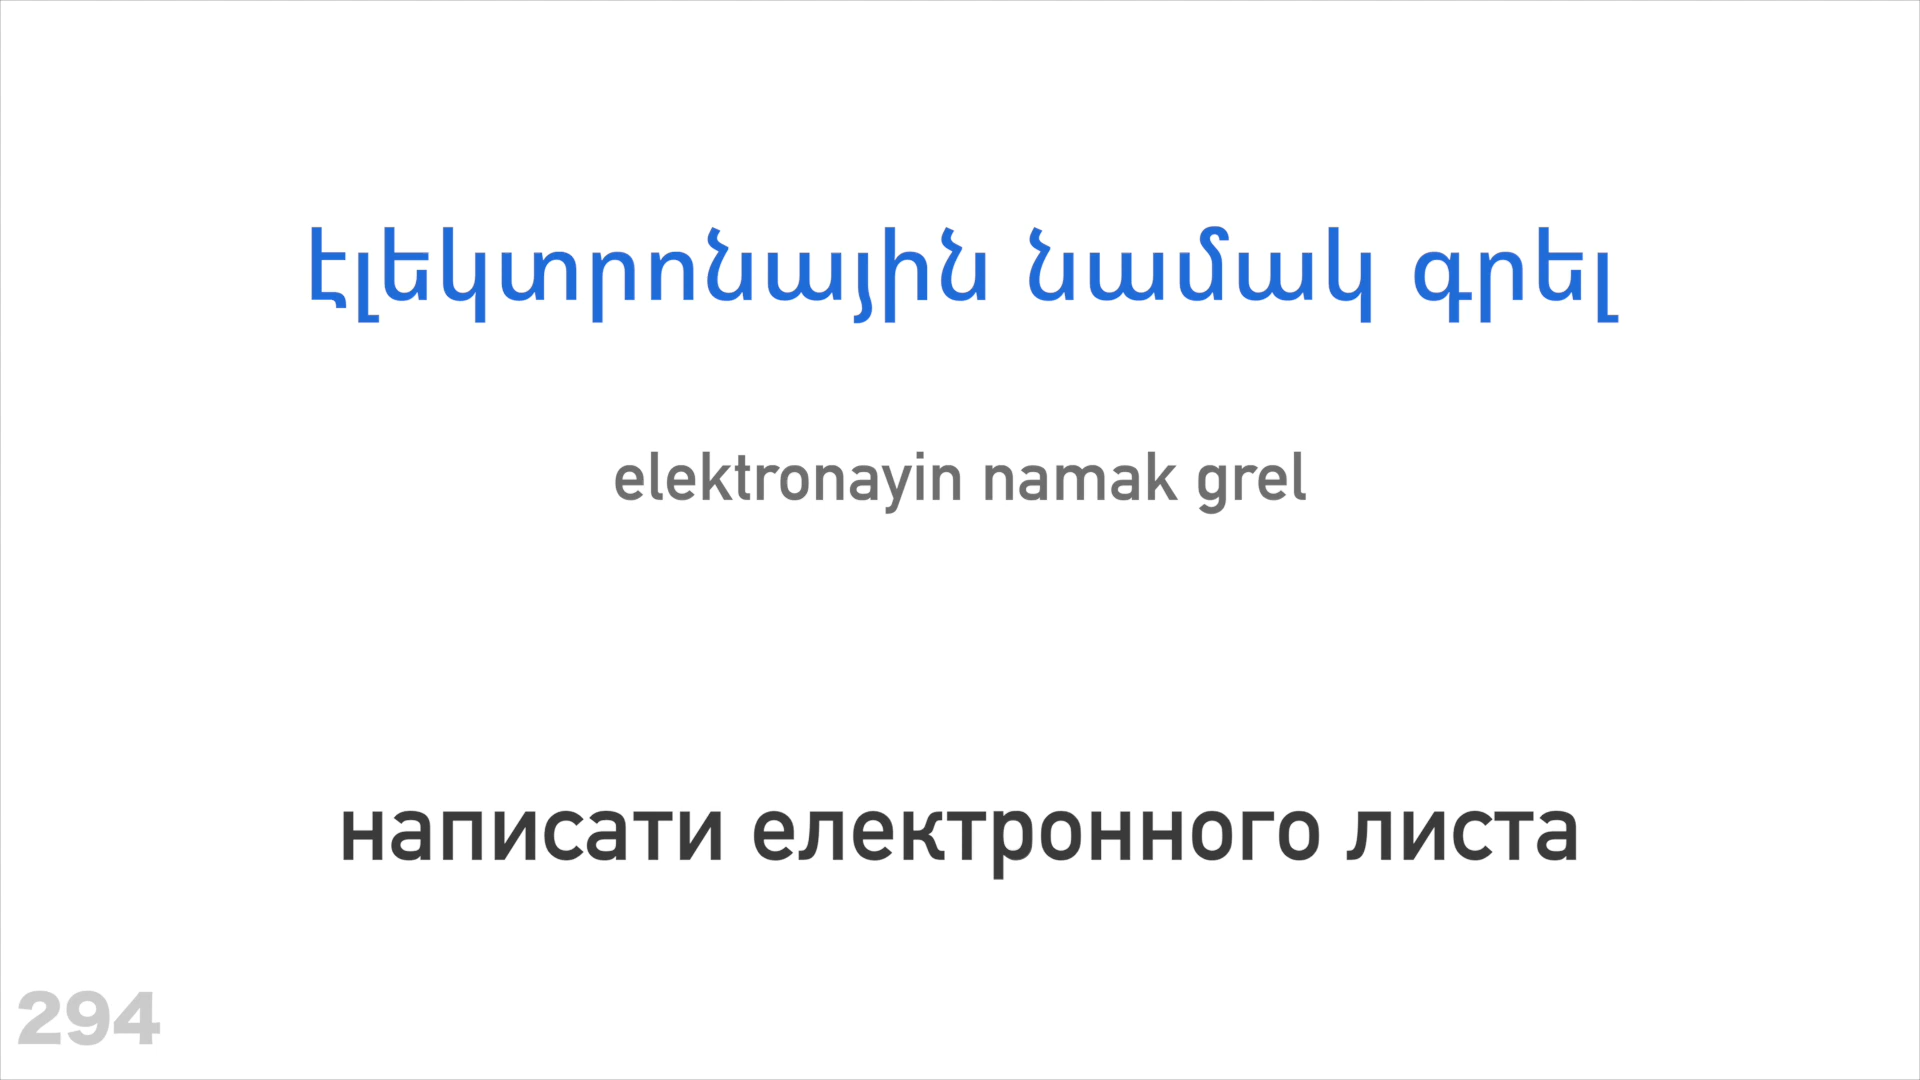 էլեկտրոնային նամակ գրել
elektronayin namak grel
написати електронного листа
294